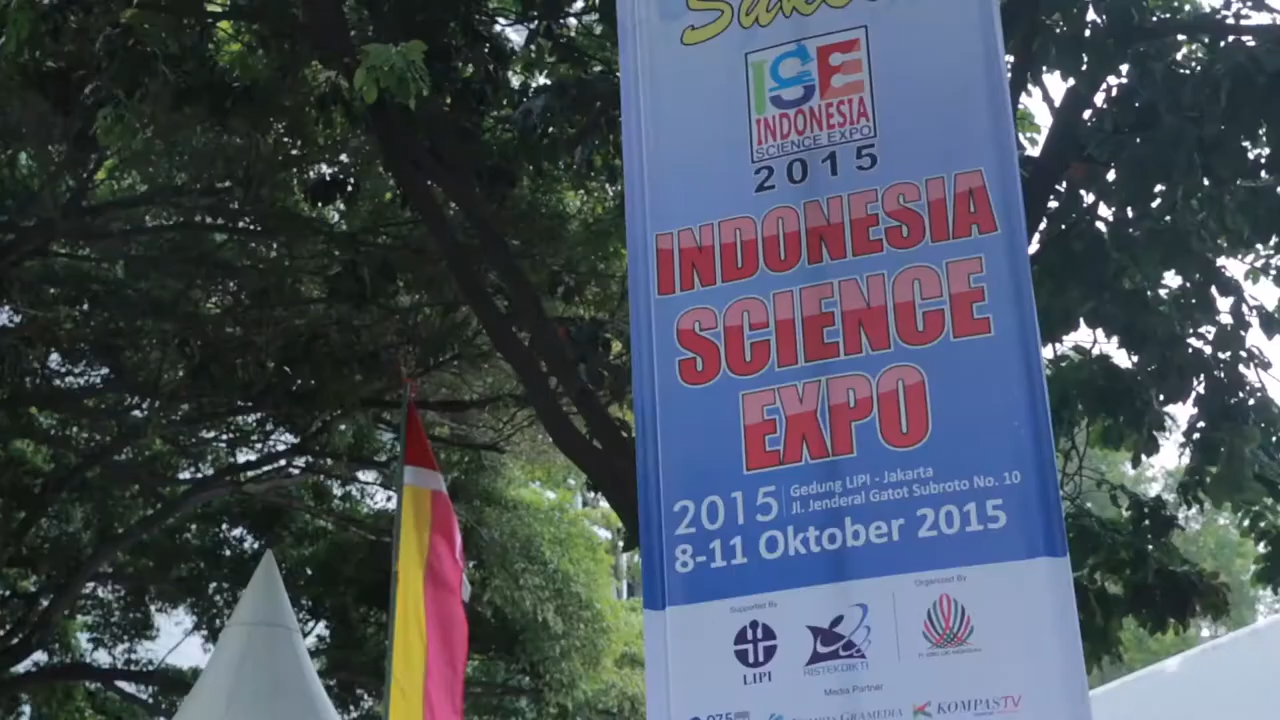 ISE
INDONESIA
SCIENCE EXPO
2015
INDONESIA
SCIENCE
EXPO
2015
Gedung LIPI - Jakarta
Jl. Jenderal Gatot Subroto No. 10
8-11 Oktober 2015
Supported By
Organized By
LIPI
RISTEKDIKTI
Media Partner
GRAMEDIA
KOMPASTV